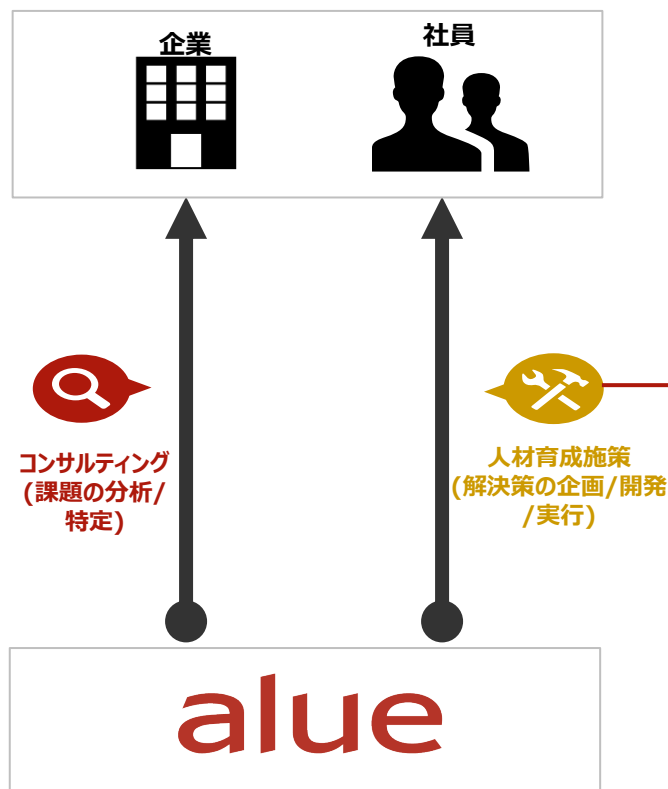 企業
社員
コンサルティング
(課題の分析/
特定)
人材育成施策
(解決策の企画/開発
/実行)
alue